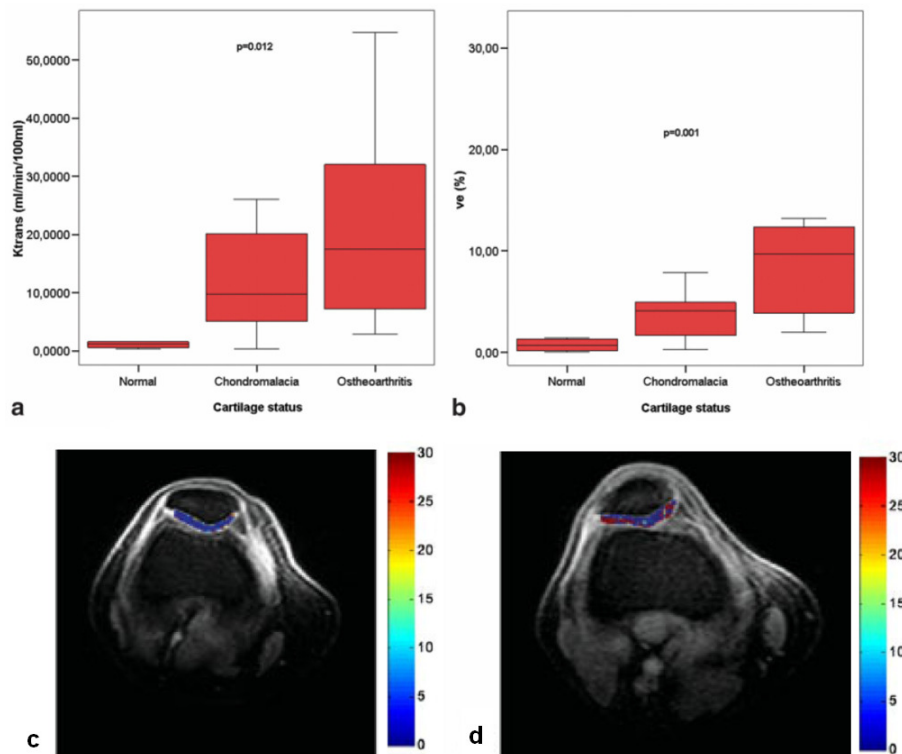 50,0000
40,0000
30,0000
20,0000
10,0000
0,0000
Ktrans (ml/min/100ml)
p=0.012
Normal
Chondromalacia
Ostheoarthritis
Cartilage status
a
30,00
20,00
10,00
0,00
ve (%)
p=0.001
Normal
Chondromalacia
Ostheoarthritis
Cartilage status
b
30
25
20
15
10
5
0
c
30
25
20
15
10
5
0
d